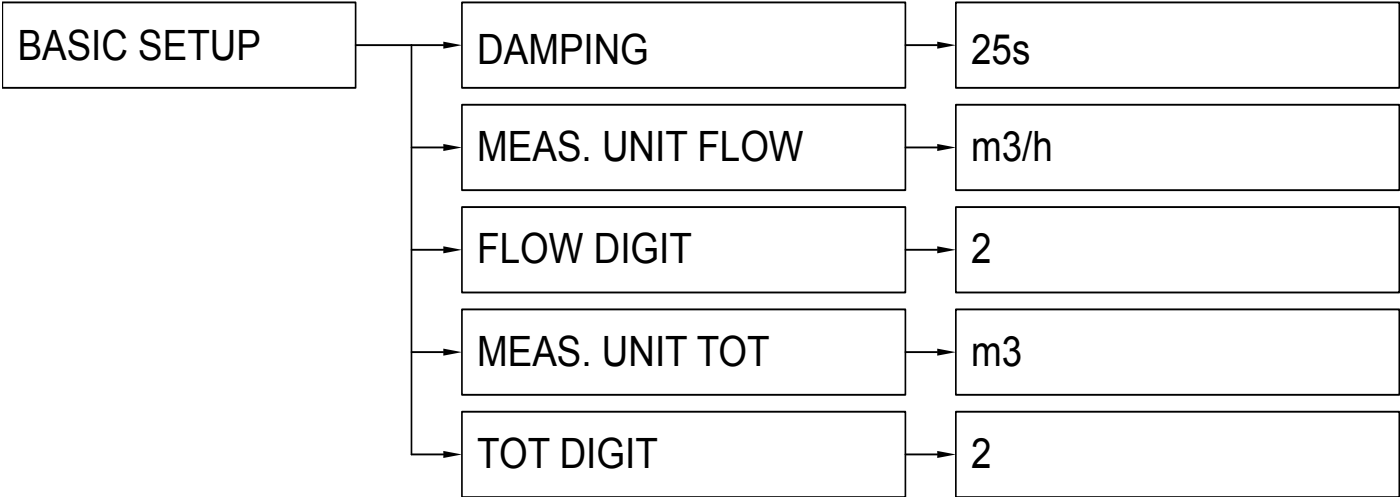 BASIC SETUP
DAMPING
25s
MEAS. UNIT FLOW
m3/h
FLOW DIGIT
2
MEAS. UNIT TOT
m3
TOT DIGIT
2